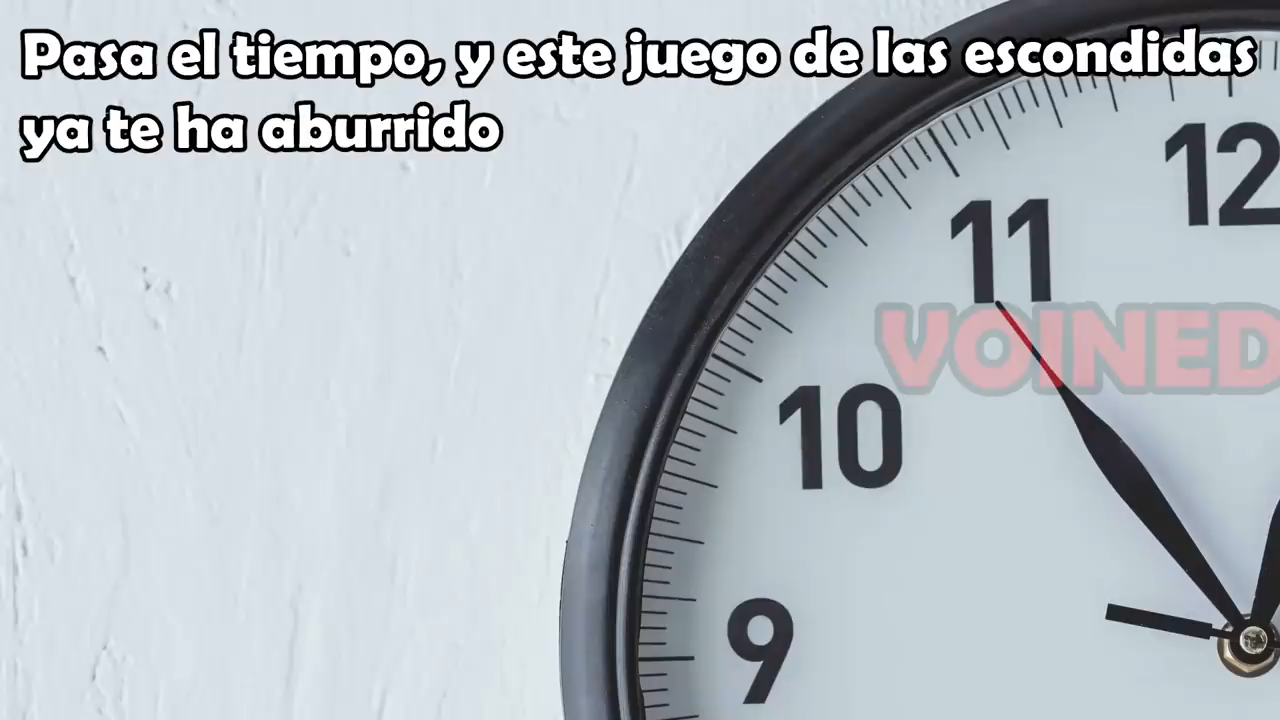 Pasa el tiempo, y este juego de las escondidas
ya te ha aburrido
12
11
VOINED
10
9